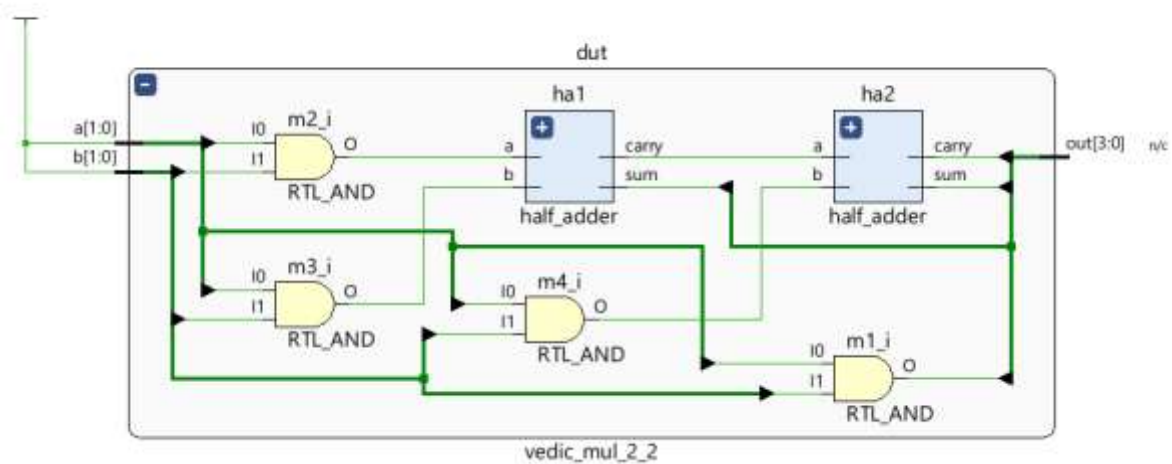 dut
ha1
ha2
m2_i
a[1:0]
I0
O
a
carry
a
carry
out[3:0]
n/c
b[1:0]
I1
b
sum
b
sum
RTL_AND
half_adder
half_adder
m3_i
I0
O
m4_i
I1
I0
O
RTL_AND
I1
m1_i
RTL_AND
I0
O
I1
RTL_AND
vedic_mul_2_2